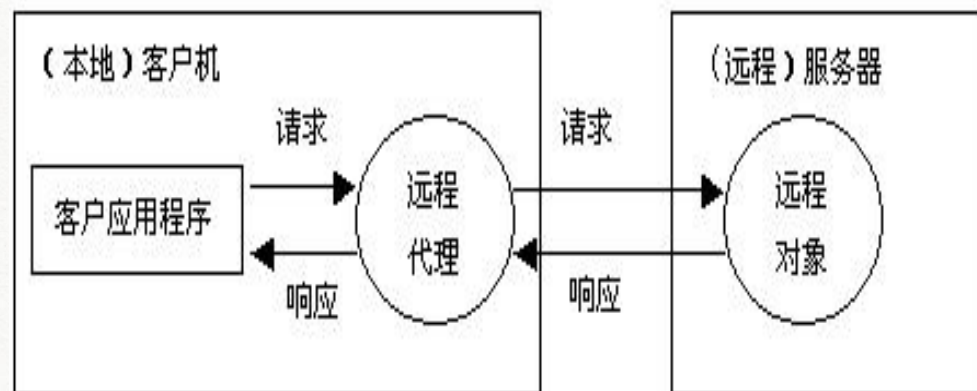 (本地)客户机
(远程)服务器
请求
请求
客户应用程序
远程
代理
远程
对象
响应
响应